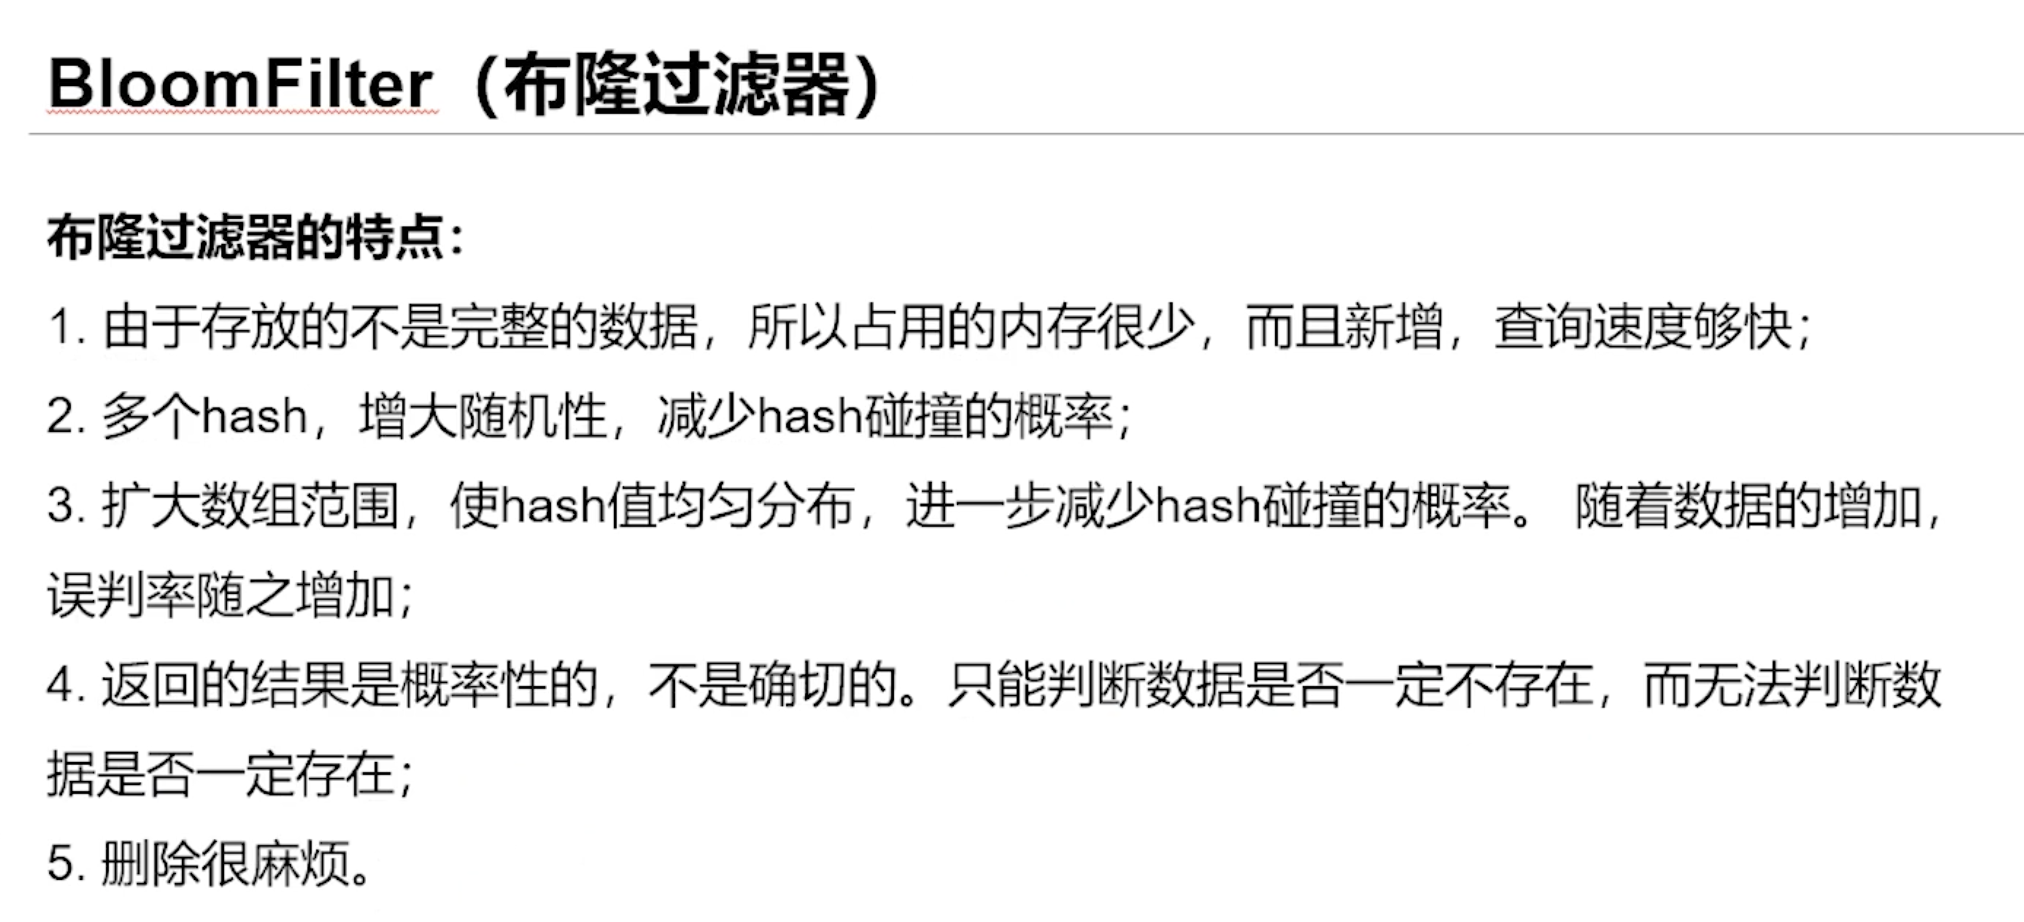 BloomFilter（布隆过滤器）
布隆过滤器的特点：
1. 由于存放的不是完整的数据，所以占用的内存很少，而且新增，查询速度够快；
2. 多个hash，增大随机性，减少hash碰撞的概率；
3. 扩大数组范围，使hash值均匀分布，进一步减少hash碰撞的概率。 随着数据的增加，
误判率随之增加；
4. 返回的结果是概率性的，不是确切的。只能判断数据是否一定不存在，而无法判断数
据是否一定存在；
5. 删除很麻烦。